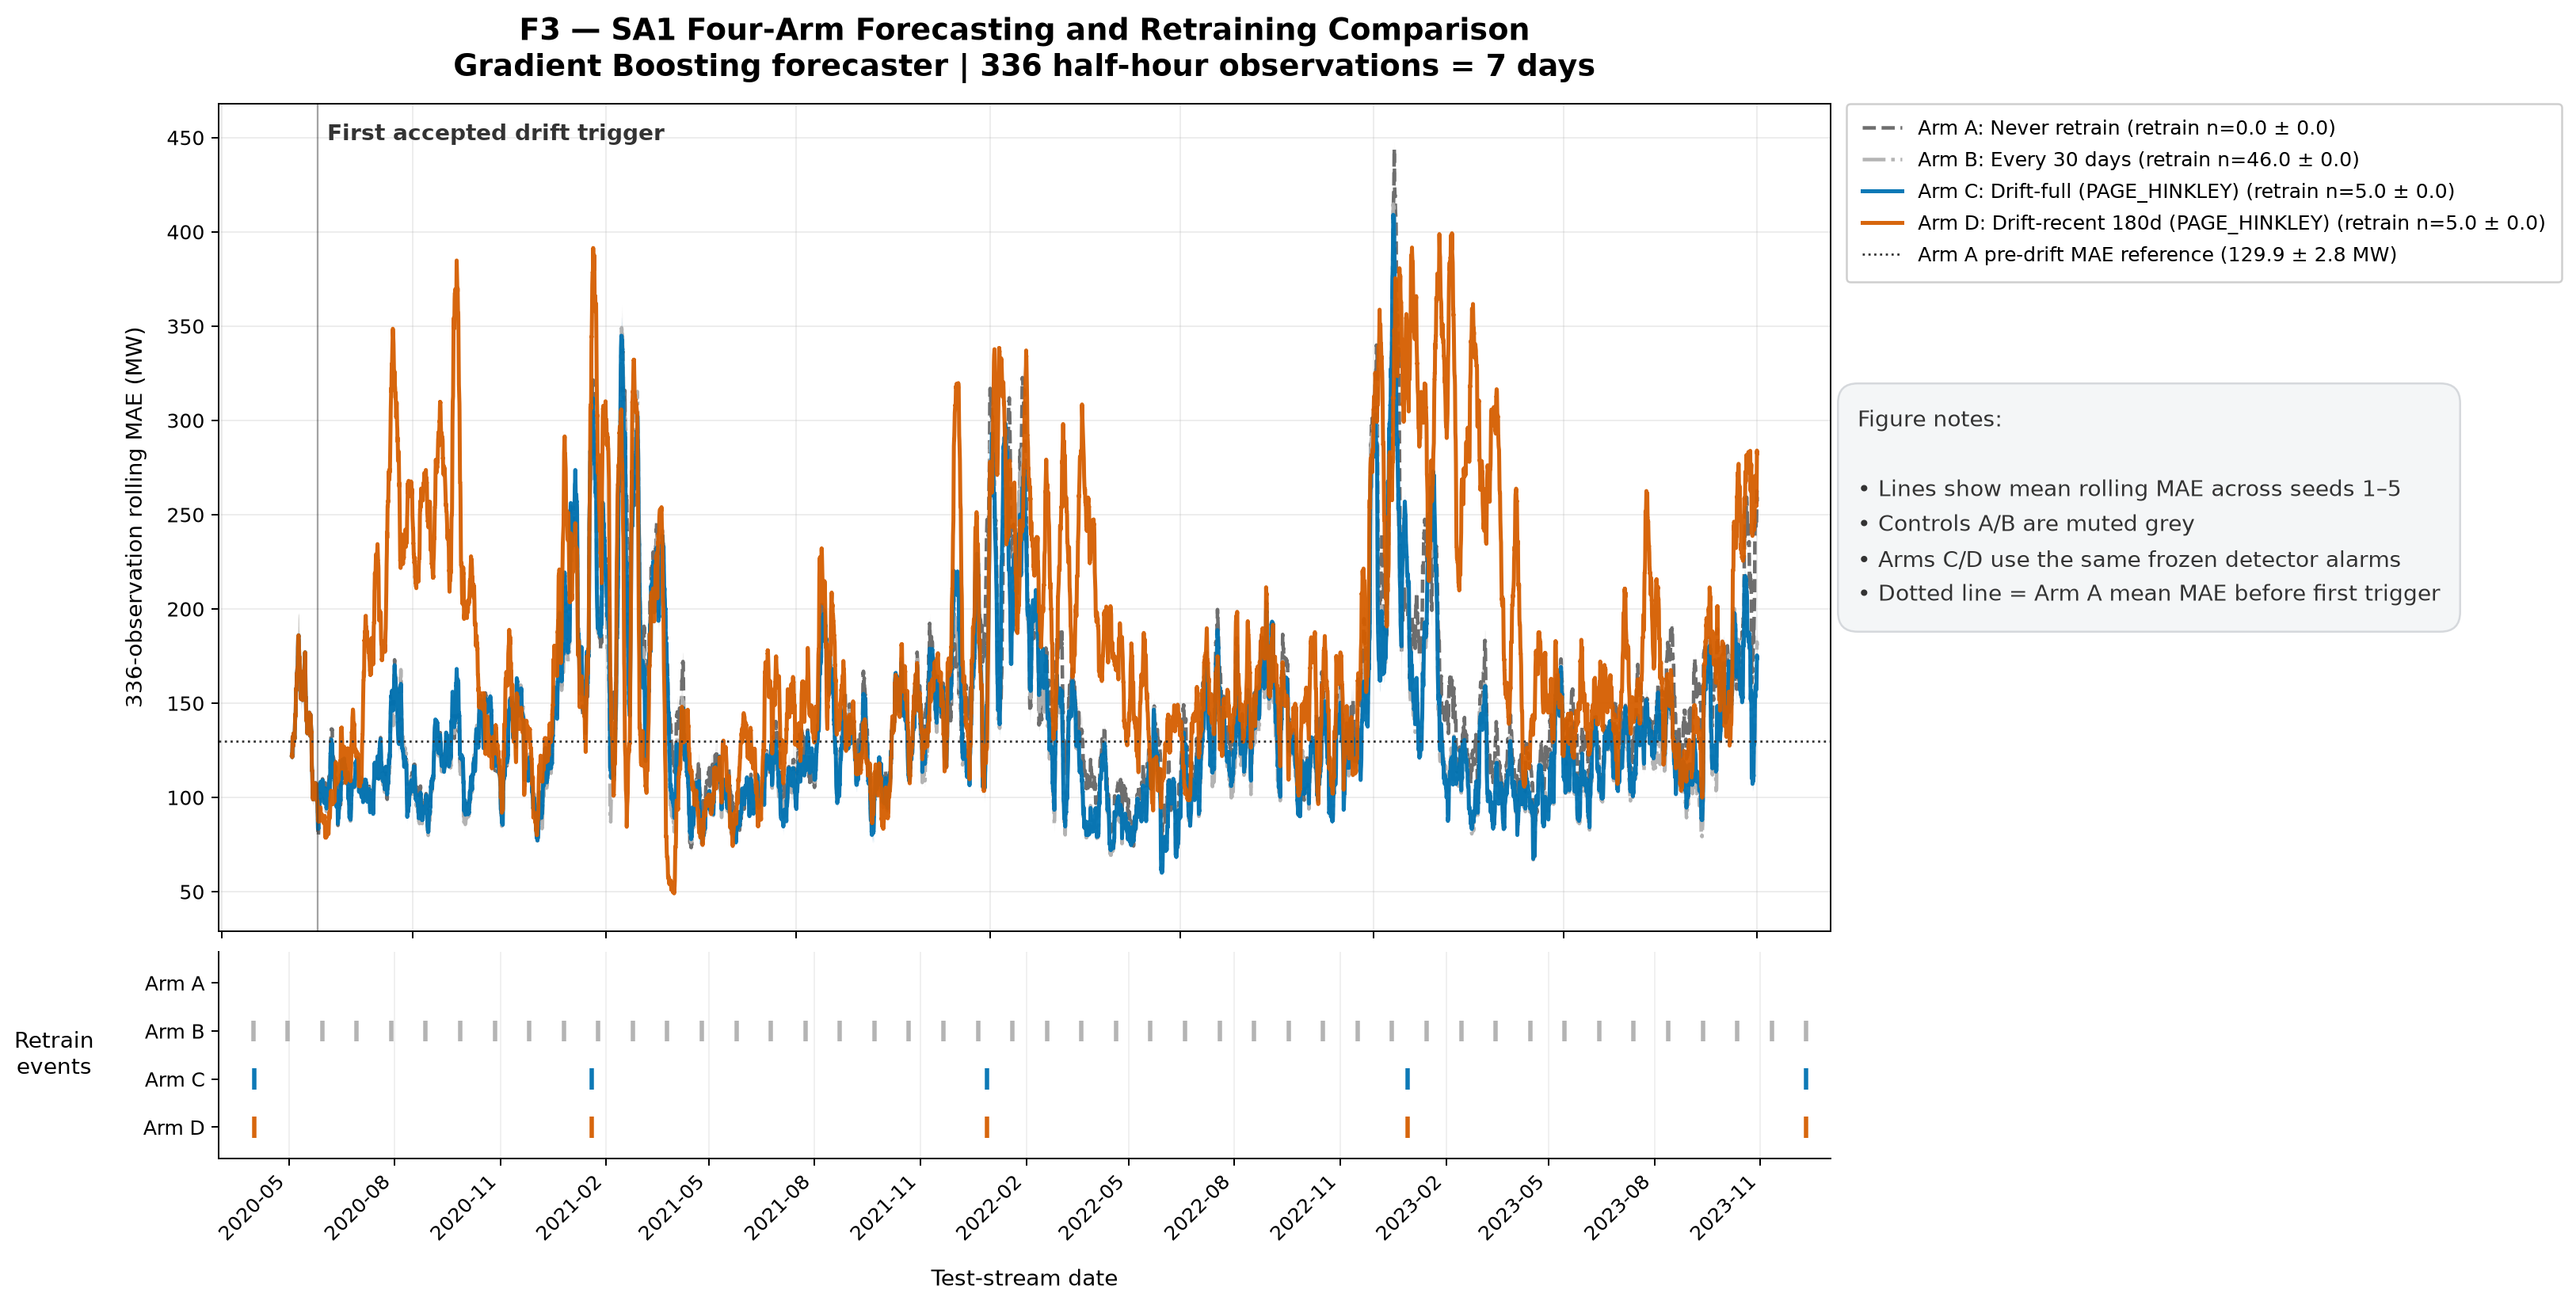 F3 — SA1 Four-Arm Forecasting and Retraining Comparison
Gradient Boosting forecaster | 336 half-hour observations = 7 days
First accepted drift trigger
336-observation rolling MAE (MW)
450
400
350
300
250
200
150
100
50
Arm A: Never retrain (retrain n=0.0 ± 0.0)
Arm B: Every 30 days (retrain n=46.0 ± 0.0)
Arm C: Drift-full (PAGE_HINKLEY) (retrain n=5.0 ± 0.0)
Arm D: Drift-recent 180d (PAGE_HINKLEY) (retrain n=5.0 ± 0.0)
Arm A pre-drift MAE reference (129.9 ± 2.8 MW)
Figure notes:
• Lines show mean rolling MAE across seeds 1–5
• Controls A/B are muted grey
• Arms C/D use the same frozen detector alarms
• Dotted line = Arm A mean MAE before first trigger
Retrain
events
Arm A
Arm B
Arm C
Arm D
2020-05
2020-08
2020-11
2021-02
2021-05
2021-08
2021-11
2022-02
2022-05
2022-08
2022-11
2023-02
2023-05
2023-08
2023-11
Test-stream date